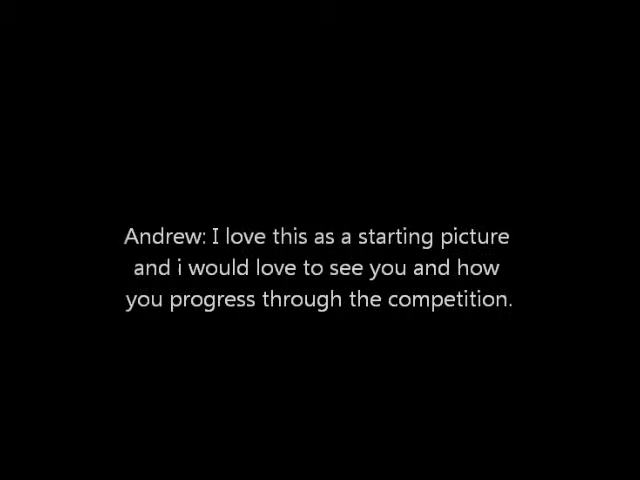 Andrew: I love this as a starting picture
and i would love to see you and how
you progress through the competition.